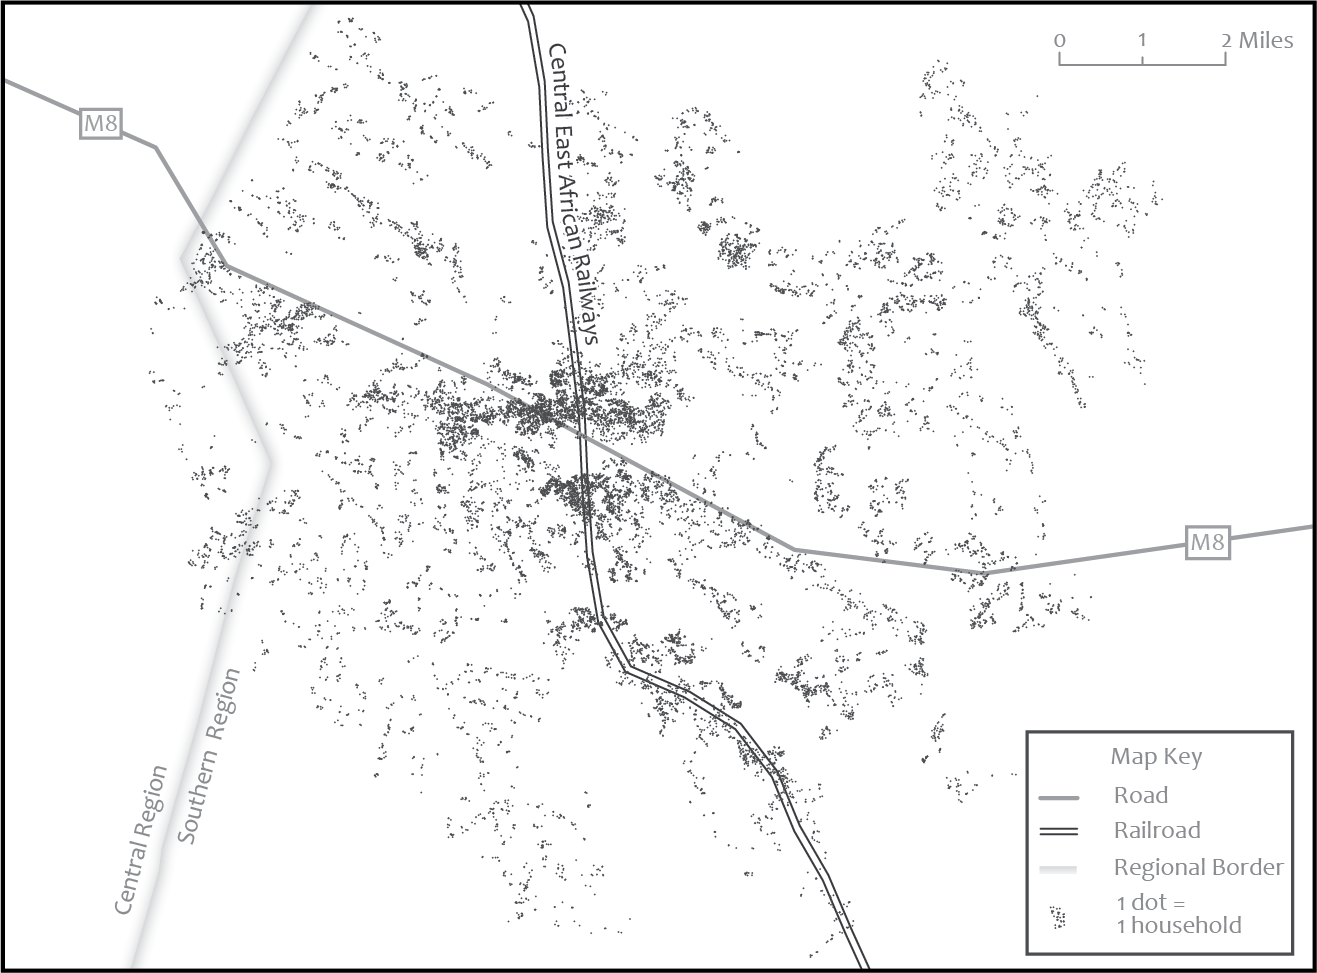 0 1 2 Miles
Central East African Railways
M8
M8
Central Region
Southern Region
Map Key
Road
Railroad
Regional Border
1 dot =
1 household